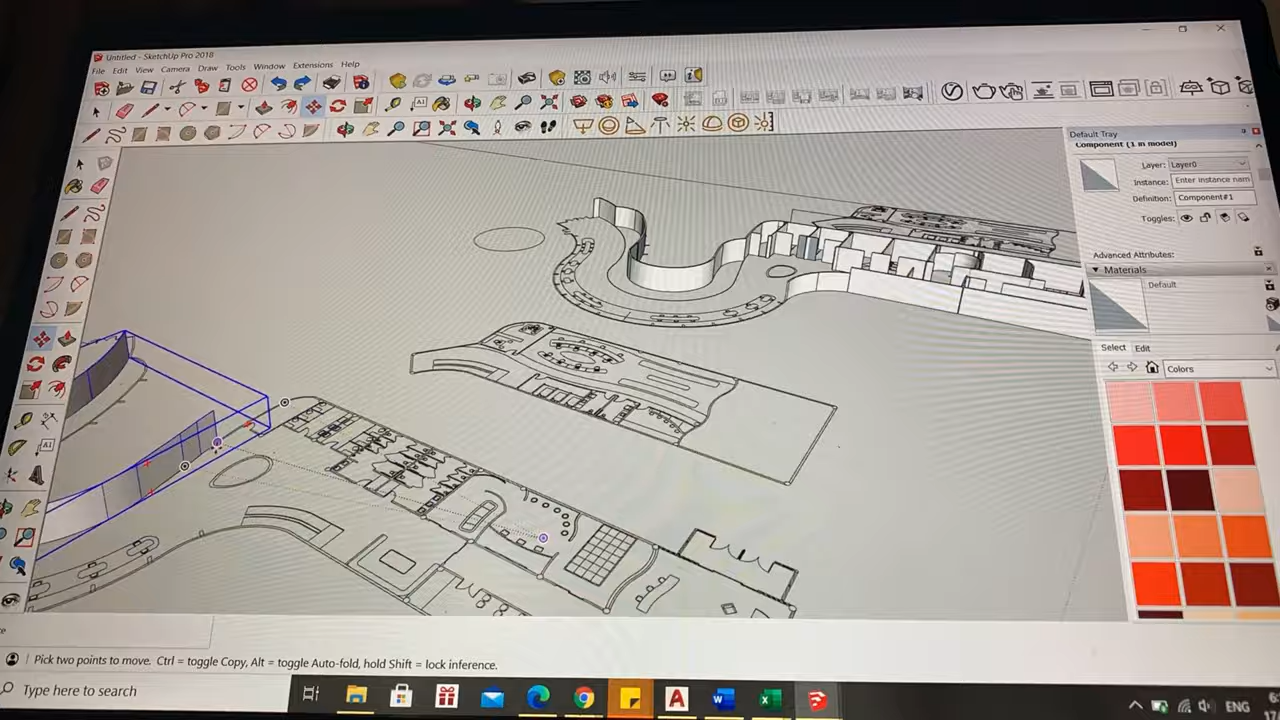 Untitled - SketchUp Pro 2018
File Edit View Camera Draw Tools Window Extensions Help
Default Tray
Component (1 in model)
Layer: Layer0
Instance: Enter instance nam
Definition: Component#1
Toggles:
Advanced Attributes:
Materials
Default
Select Edit
Colors
Pick two points to move. Ctrl = toggle Copy, Alt = toggle Auto-fold, hold Shift = lock inference.
Type here to search
ENG